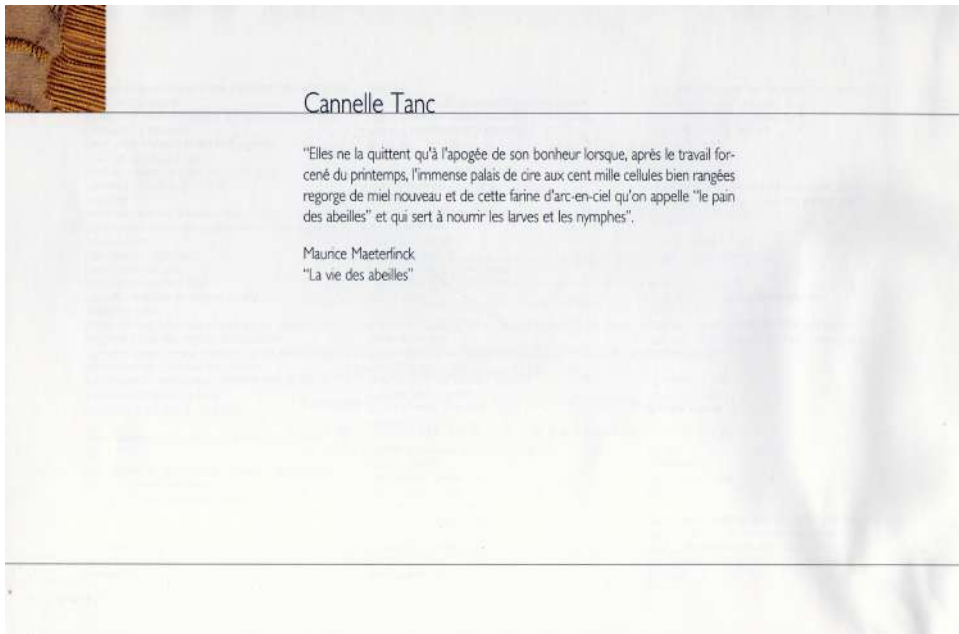 Cannelle Tanc
"Elles ne la quittent qu'à l'apogée de son bonheur lorsque, après le travail for-
cené du printemps, l'immense palais de cire aux cent mille cellules bien rangées
regorge de miel nouveau et de cette farine d'arc-en-ciel qu'on appelle "le pain
des abeilles" et qui sert à nourrir les larves et les nymphes".
Maurice Maeterlinck
"La vie des abeilles"